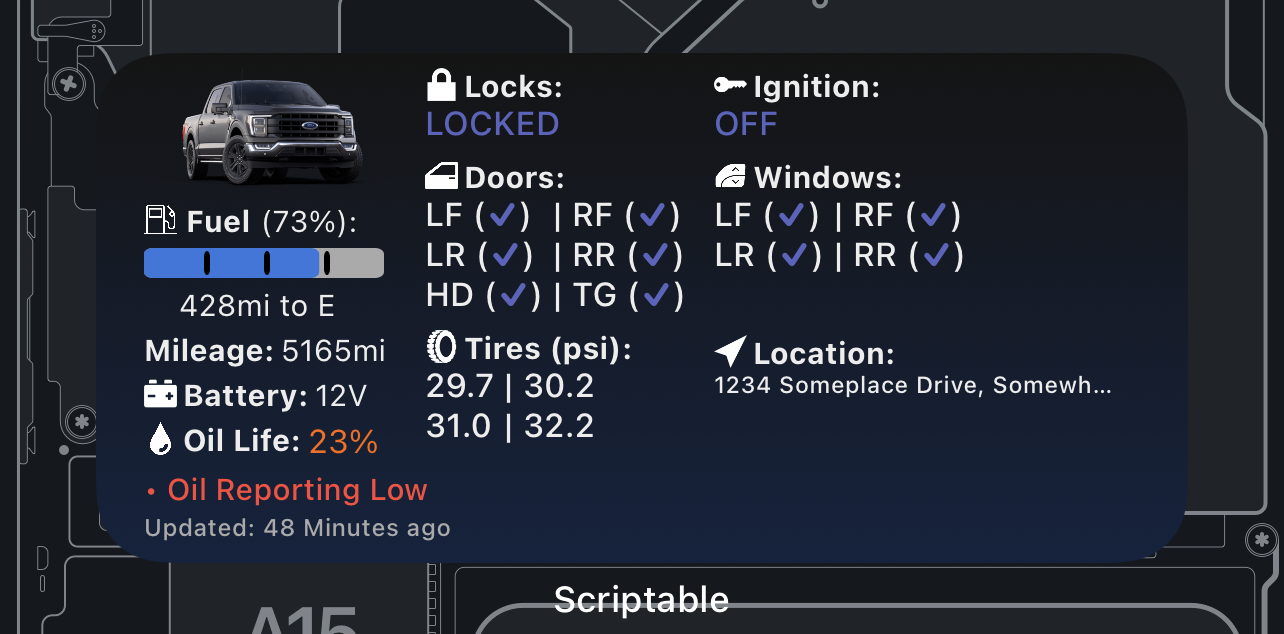 Locks:
LOCKED
Ignition:
OFF
Doors:
LF (✓) | RF (✓)
LR (✓) | RR (✓)
HD (✓) | TG (✓)
Windows:
LF (✓) | RF (✓)
LR (✓) | RR (✓)
Fuel (73%):
428mi to E
Mileage: 5165mi
Battery: 12V
Oil Life: 23%
Tires (psi):
29.7 | 30.2
31.0 | 32.2
Location:
1234 Someplace Drive, Somewh...
• Oil Reporting Low
Updated: 48 Minutes ago
Scriptable
A15